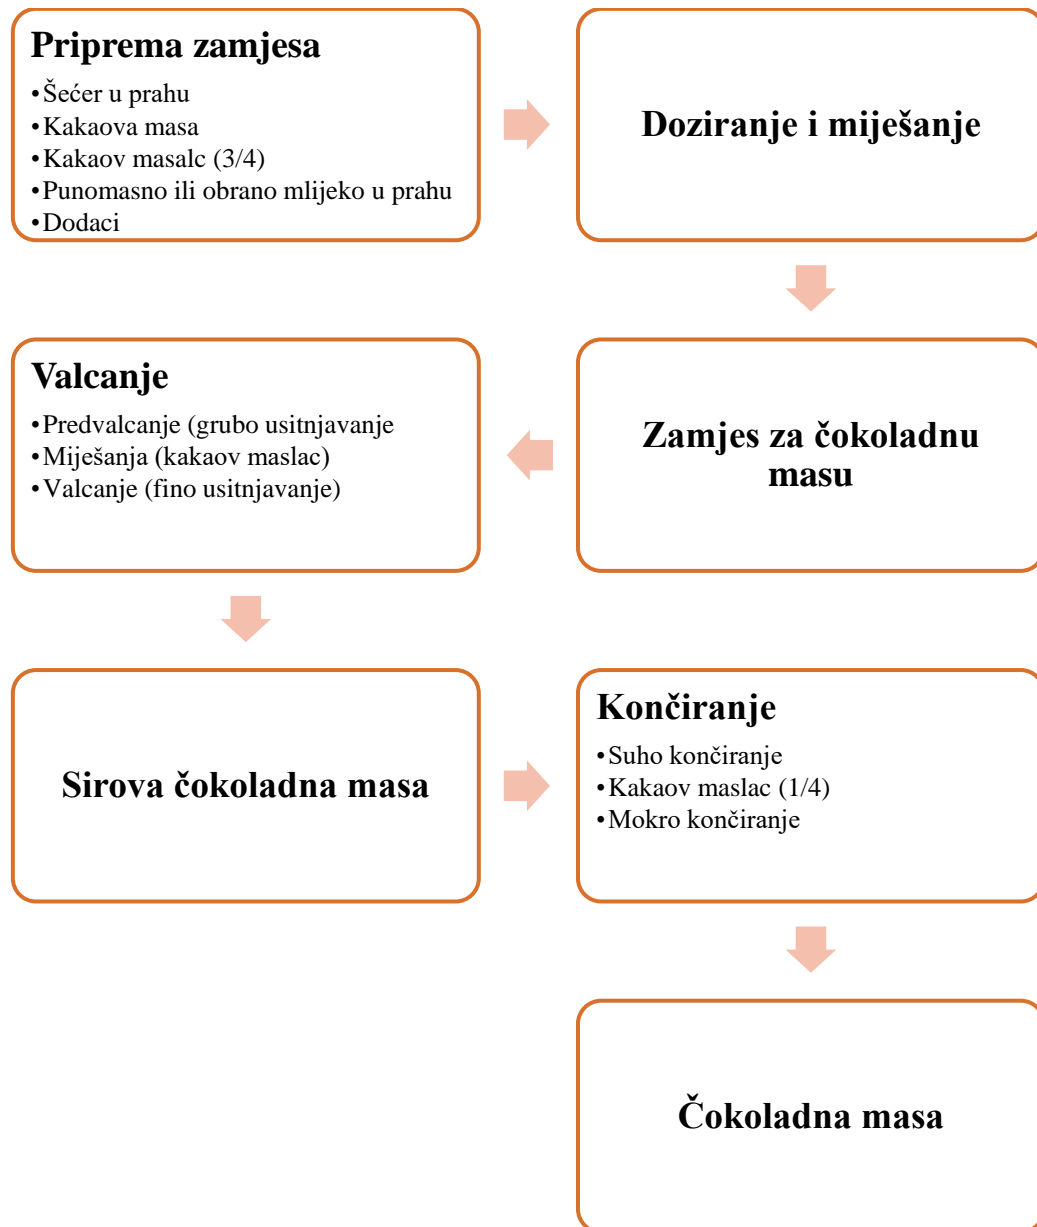 Priprema zamjesa
•Šećer u prahu
•Kakaova masa
•Kakaov masalc (3/4)
•Punomasno ili obrano mlijeko u prahu
•Dodaci
Doziranje i miješanje
Zamjes za čokoladnu
masu
Valcanje
•Predvalcanje (grubo usitnjavanje
•Miješanja (kakaov maslac)
•Valcanje (fino usitnjavanje)
Sirova čokoladna masa
Končiranje
•Suho končiranje
•Kakaov maslac (1/4)
•Mokro končiranje
Čokoladna masa